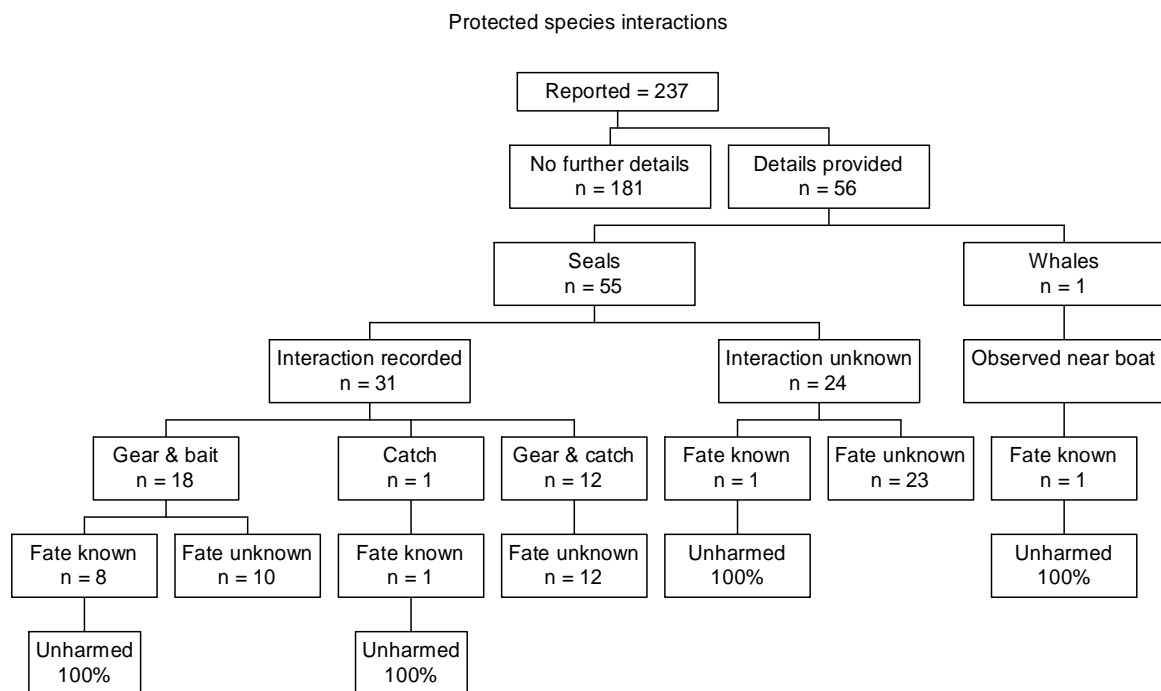 Protected species interactions
Reported = 237
No further details
n = 181
Details provided
n = 56
Seals
n = 55
Whales
n = 1
Interaction recorded
n = 31
Interaction unknown
n = 24
Observed near boat
Gear & bait
n = 18
Catch
n = 1
Gear & catch
n = 12
Fate known
n = 1
Fate unknown
n = 23
Fate known
n = 1
Fate known
n = 8
Fate unknown
n = 10
Fate known
n = 1
Fate unknown
n = 12
Unharmed
100%
Unharmed
100%
Unharmed
100%
Unharmed
100%